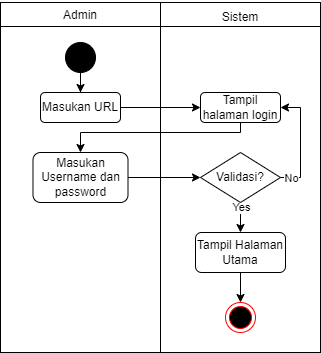 Admin
Sistem
Masukan URL
Tampil
halaman login
Masukan
Username dan
password
Validasi?
No
Yes
Tampil Halaman
Utama